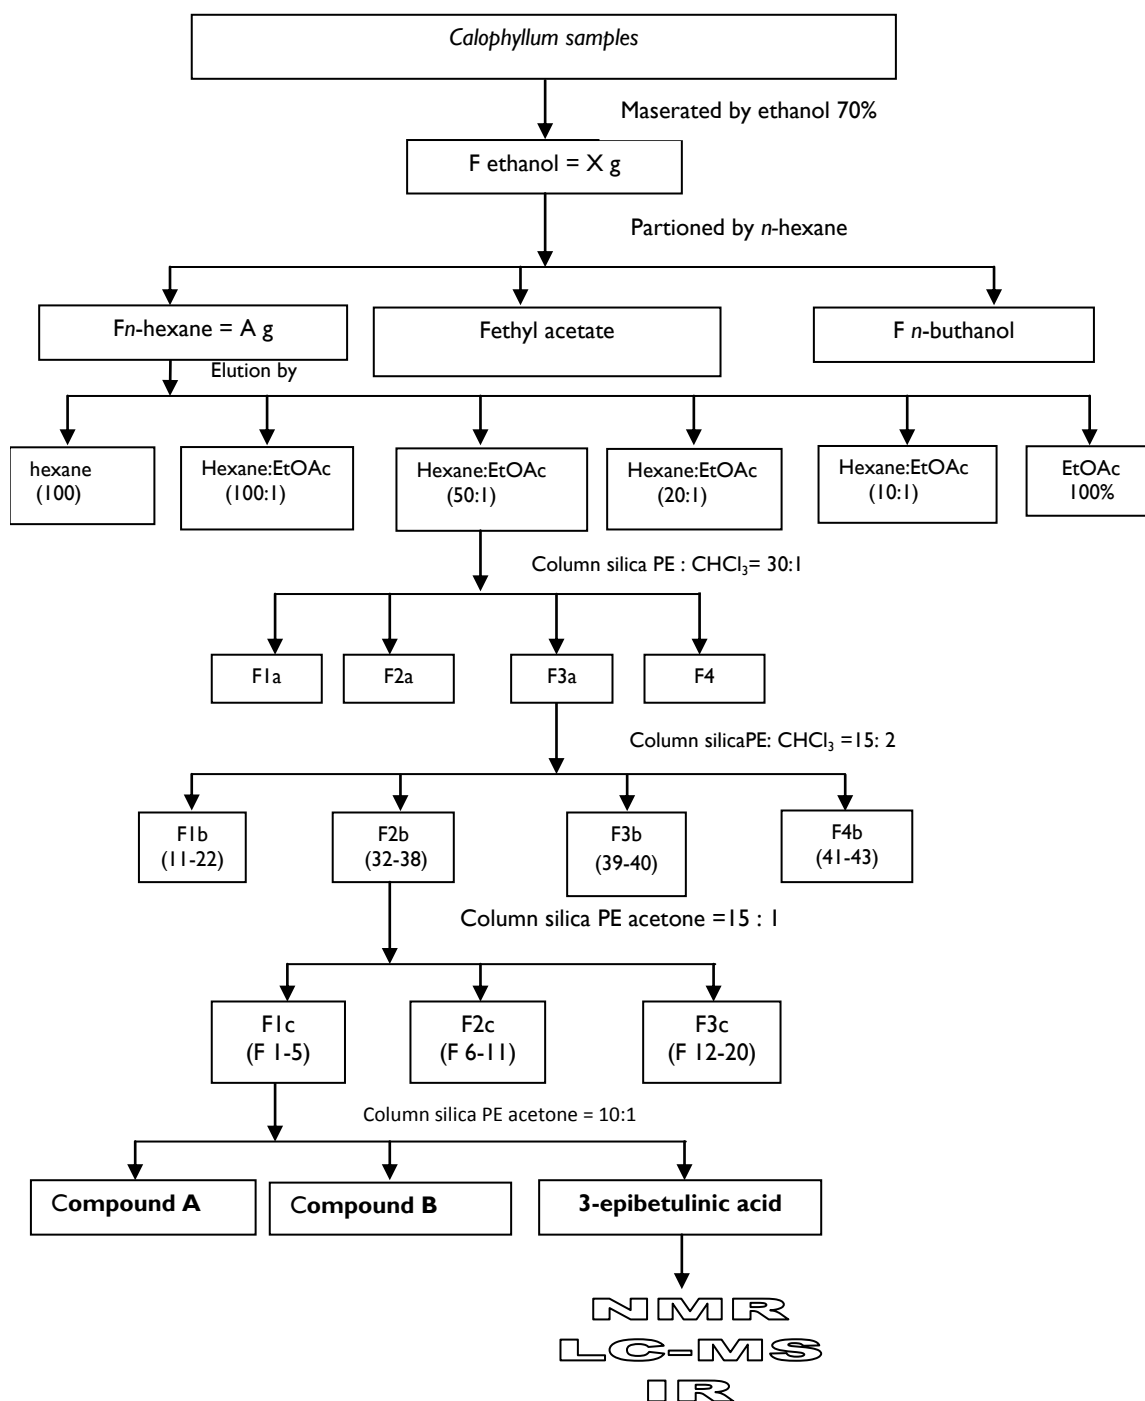 Calophyllum samples
Maserated by ethanol 70%
F ethanol = X g
Partioned by n-hexane
Fn-hexane = A g
Fethyl acetate
F n-buthanol
Elution by
hexane
(100)
Hexane:EtOAc
(100:1)
Hexane:EtOAc
(50:1)
Hexane:EtOAc
(20:1)
Hexane:EtOAc
(10:1)
EtOAc
100%
Column silica PE : CHCl₃= 30:1
F1a
F2a
F3a
F4
Column silicaPE: CHCl₃ =15: 2
F1b
(11-22)
F2b
(32-38)
F3b
(39-40)
F4b
(41-43)
Column silica PE acetone =15 : 1
F1c
(F 1-5)
F2c
(F 6-11)
F3c
(F 12-20)
Column silica PE acetone = 10:1
Compound A
Compound B
3-epibetulinic acid
NMR
LC-MS
IR